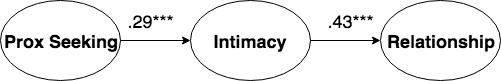 .29***
.43***
Prox Seeking
Intimacy
Relationship